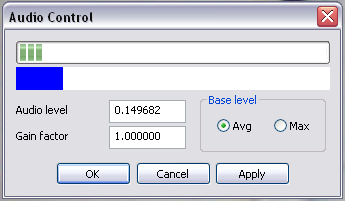 Audio Control
Audio level 0.149682
Gain factor 1.000000
Base level
Avg Max
OK Cancel Apply